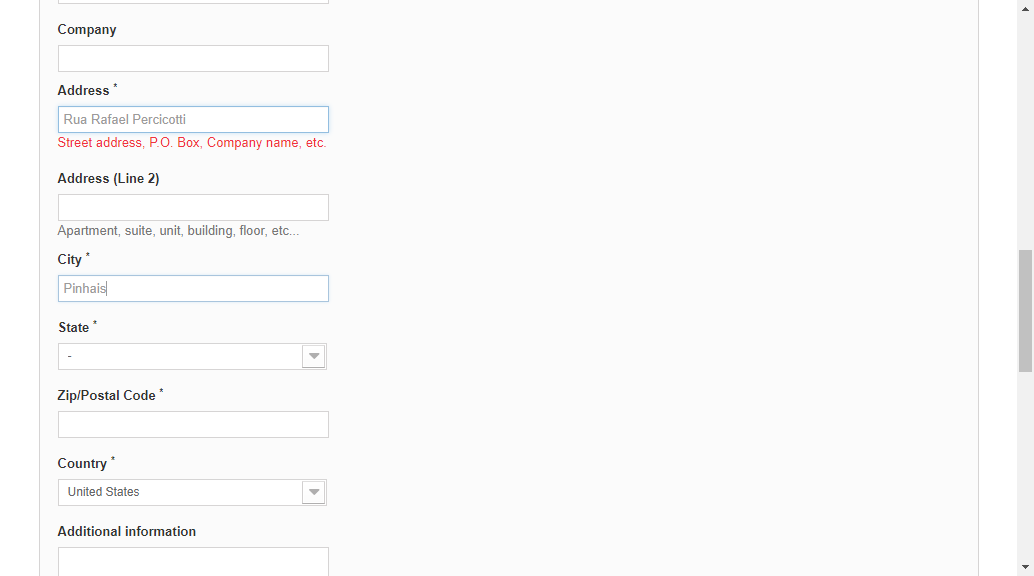 Company
Address *
Rua Rafael Percicotti
Street address, P.O. Box, Company name, etc.
Address (Line 2)
Apartment, suite, unit, building, floor, etc...
City *
Pinhais
State *
-
Zip/Postal Code *
Country *
United States
Additional information